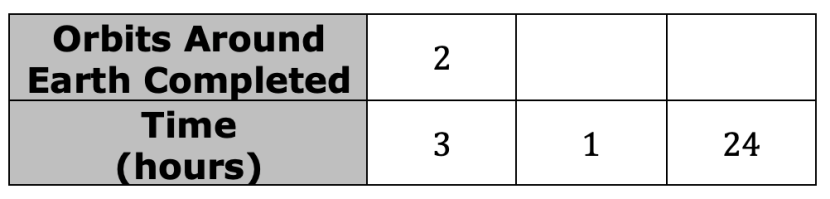 Orbits Around
Earth Completed
2
Time
(hours)
3
1
24